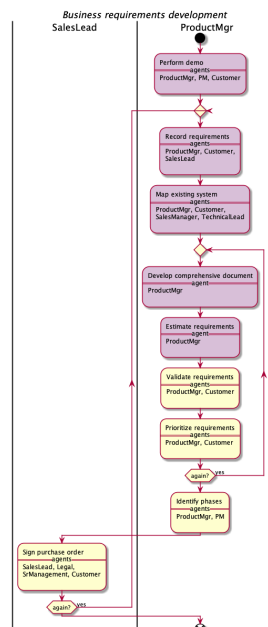 Business requirements development
SalesLead
ProductMgr
Perform demo
agents
ProductMgr, PM, Customer
Record requirements
agents
ProductMgr, Customer,
SalesLead
Map existing system
agents
ProductMgr, Customer,
SalesManager, TechnicalLead
Develop comprehensive document
agent
ProductMgr
Estimate requirements
agent
ProductMgr
Validate requirements
agents
ProductMgr, Customer
Prioritize requirements
agents
ProductMgr, Customer
again?
yes
Identify phases
agents
ProductMgr, PM
Sign purchase order
agents
SalesLead, Legal,
SrManagement, Customer
again?
yes